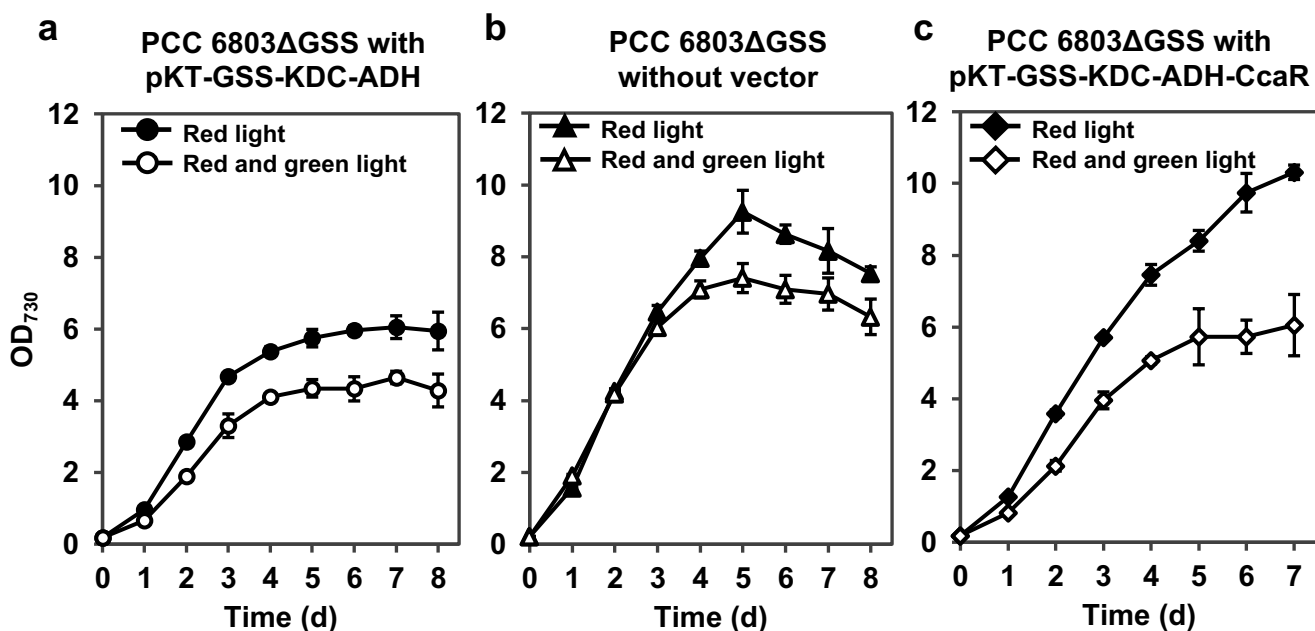 a
PCC 6803ΔGSS with
pKT-GSS-KDC-ADH
12
10
8
6
4
2
0
OD730
Red light
Red and green light
0 1 2 3 4 5 6 7 8
Time (d)
b
PCC 6803ΔGSS
without vector
12
10
8
6
4
2
0
Red light
Red and green light
0 1 2 3 4 5 6 7 8
Time (d)
c
PCC 6803ΔGSS with
pKT-GSS-KDC-ADH-CcaR
12
10
8
6
4
2
0
Red light
Red and green light
0 1 2 3 4 5 6 7
Time (d)